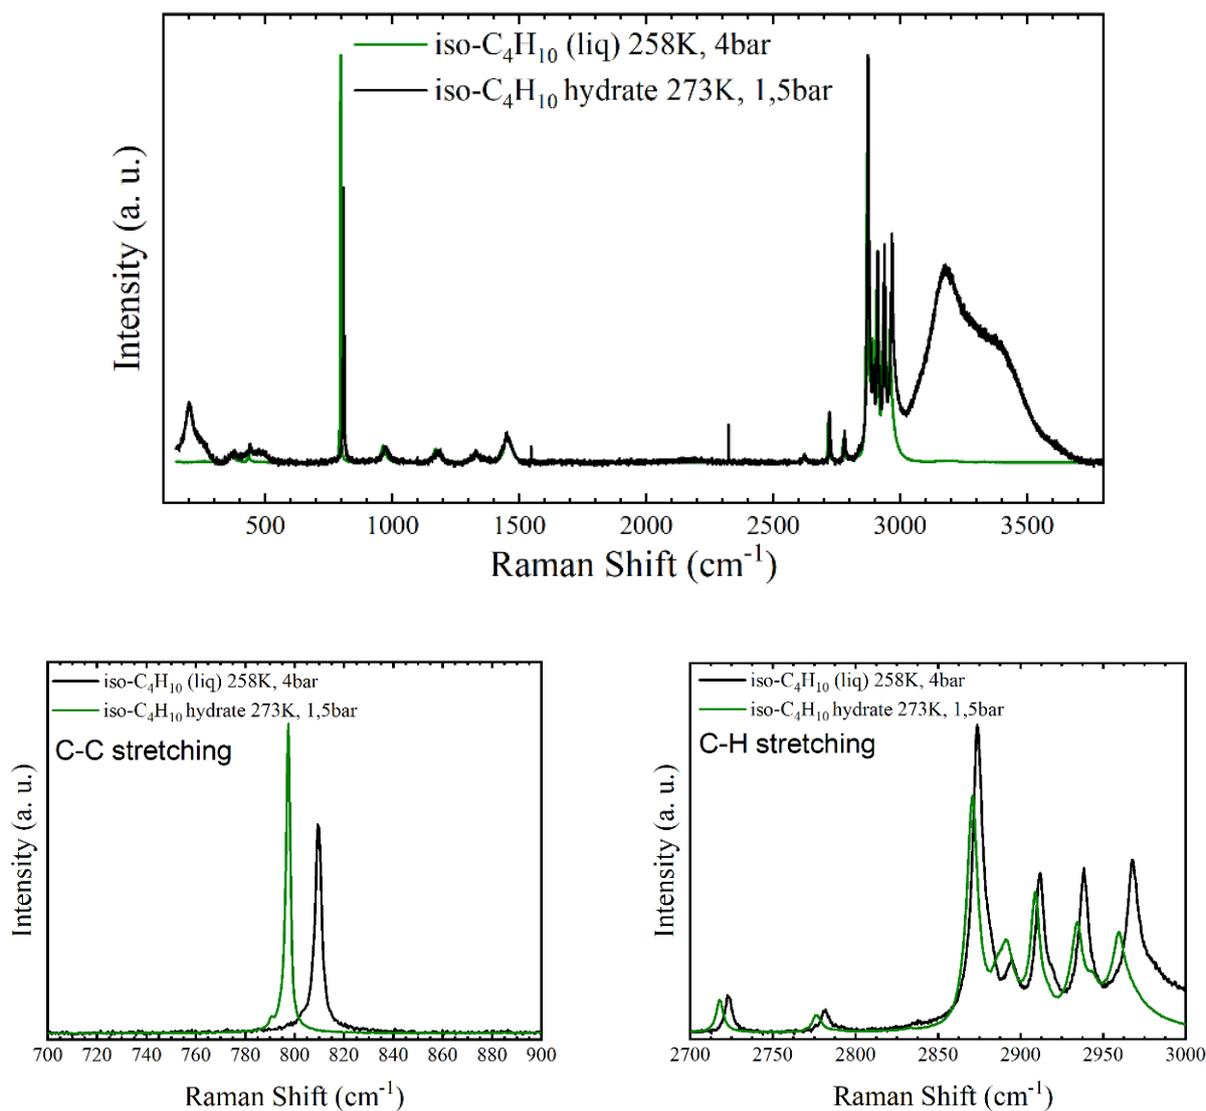 iso-C₄H₁₀ (liq) 258K, 4bar
iso-C₄H₁₀ hydrate 273K, 1,5bar
Intensity (a. u.)
500 1000 1500 2000 2500 3000 3500
Raman Shift (cm⁻¹)
iso-C₄H₁₀ (liq) 258K, 4bar
iso-C₄H₁₀ hydrate 273K, 1,5bar
C-C stretching
Intensity (a. u.)
700 720 740 760 780 800 820 840 860 880 900
Raman Shift (cm⁻¹)
iso-C₄H₁₀ (liq) 258K, 4bar
iso-C₄H₁₀ hydrate 273K, 1,5bar
C-H stretching
Intensity (a. u.)
2700 2750 2800 2850 2900 2950 3000
Raman Shift (cm⁻¹)